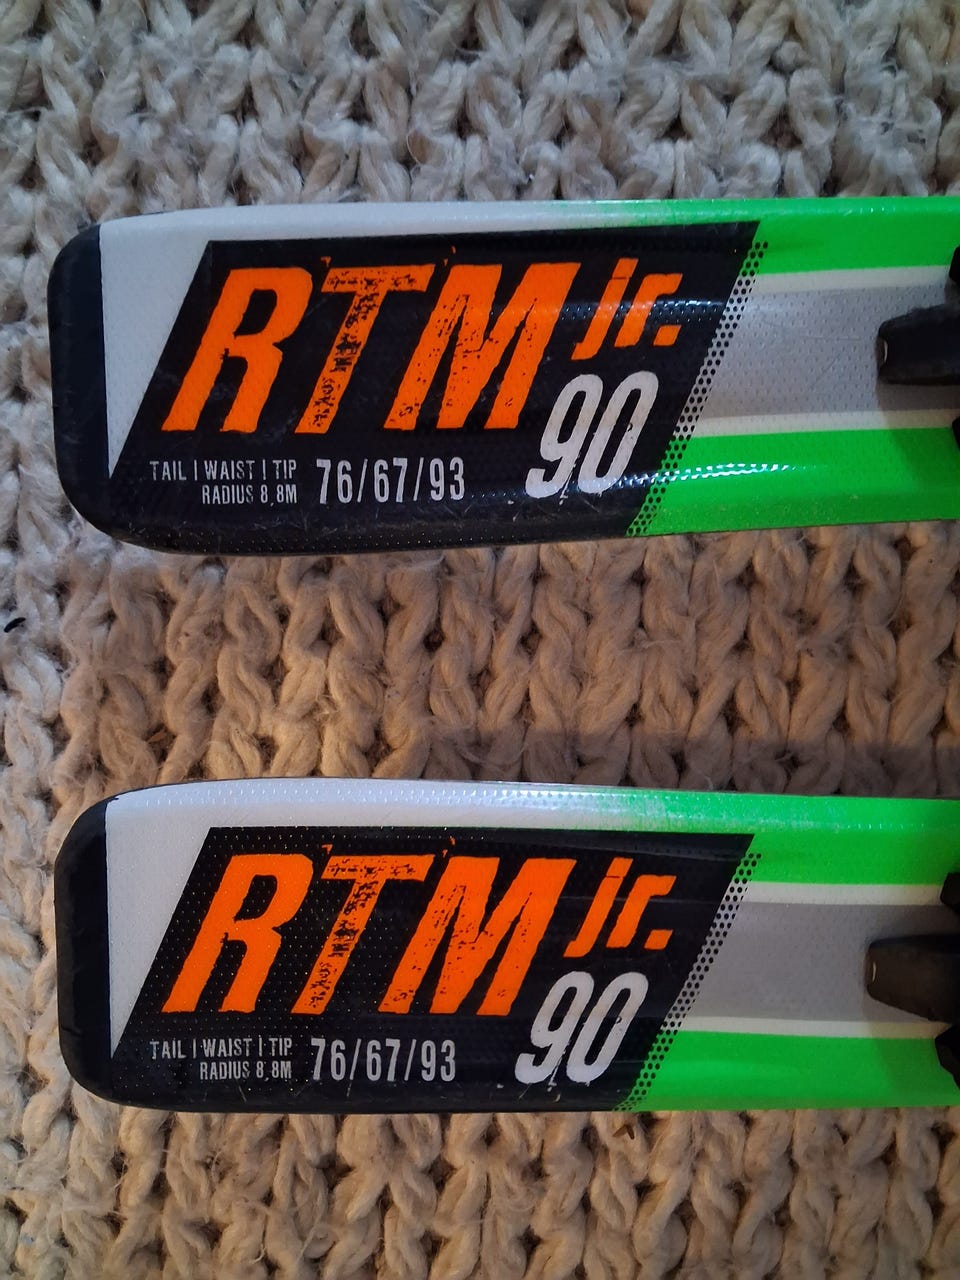 RTM jr.
90
TAIL | WAIST | TIP 76/67/93
RADIUS 8,8M
RTM jr.
90
TAIL | WAIST | TIP 76/67/93
RADIUS 8,8M